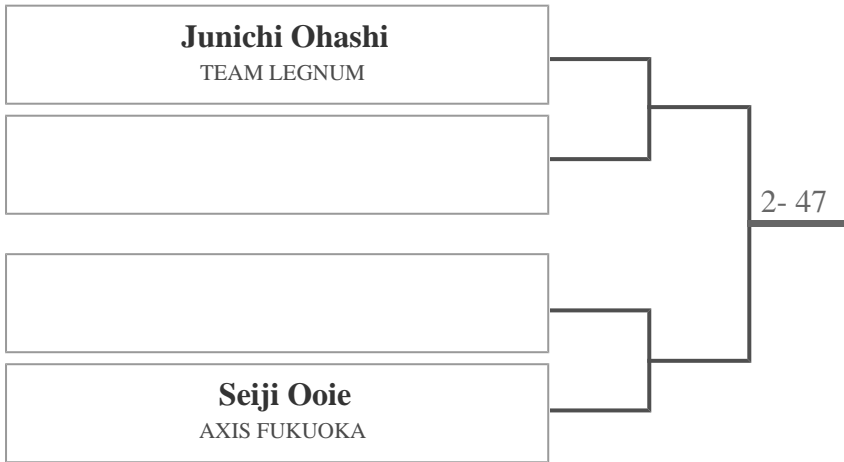 Junichi Ohashi
TEAM LEGNUM
2- 47
Seiji Ooie
AXIS FUKUOKA